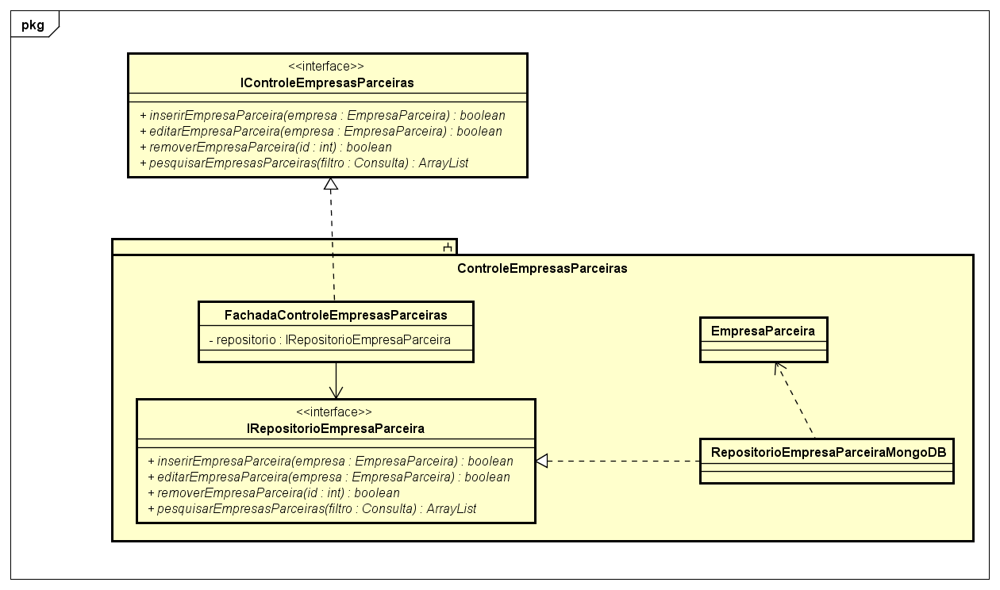 pkg
<<interface>>
IControleEmpresasParceiras
+ inserirEmpresaParceira(empresa : EmpresaParceira) : boolean
+ editarEmpresaParceira(empresa : EmpresaParceira) : boolean
+ removerEmpresaParceira(id : int) : boolean
+ pesquisarEmpresasParceiras(filtro : Consulta) : ArrayList
ControleEmpresasParceiras
FachadaControleEmpresasParceiras
- repositorio : IRepositorioEmpresaParceira
EmpresaParceira
<<interface>>
IRepositorioEmpresaParceira
+ inserirEmpresaParceira(empresa : EmpresaParceira) : boolean
+ editarEmpresaParceira(empresa : EmpresaParceira) : boolean
+ removerEmpresaParceira(id : int) : boolean
+ pesquisarEmpresasParceiras(filtro : Consulta) : ArrayList
RepositorioEmpresaParceiraMongoDB